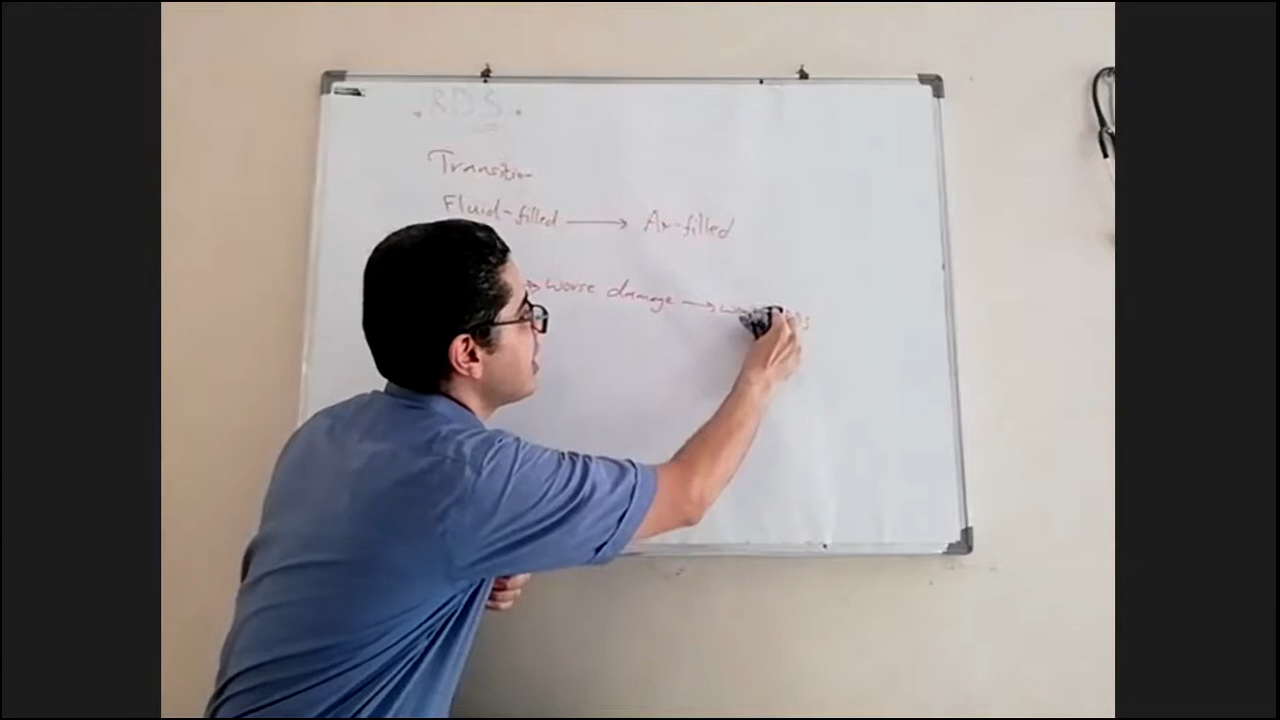 RDS
Transition
Fluid-filled → Air-filled
→ worse damage →